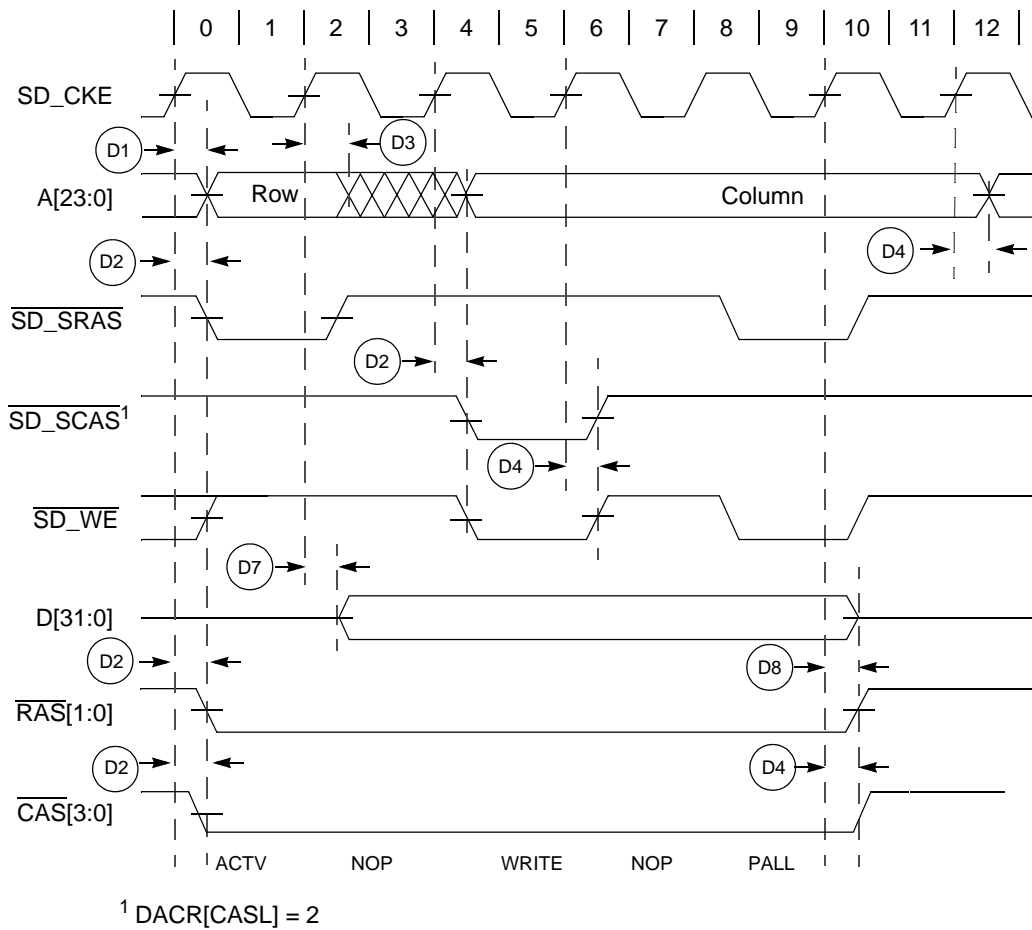 0 1 2 3 4 5 6 7 8 9 10 11 12
SD_CKE
D1
D3
A[23:0]
Row
Column
D2
D4
SD_SRAS
D2
SD_SCAS1
D4
SD_WE
D7
D[31:0]
D2
D8
RAS[1:0]
D2
D4
CAS[3:0]
ACTV NOP WRITE NOP PALL
1 DACR[CASL] = 2